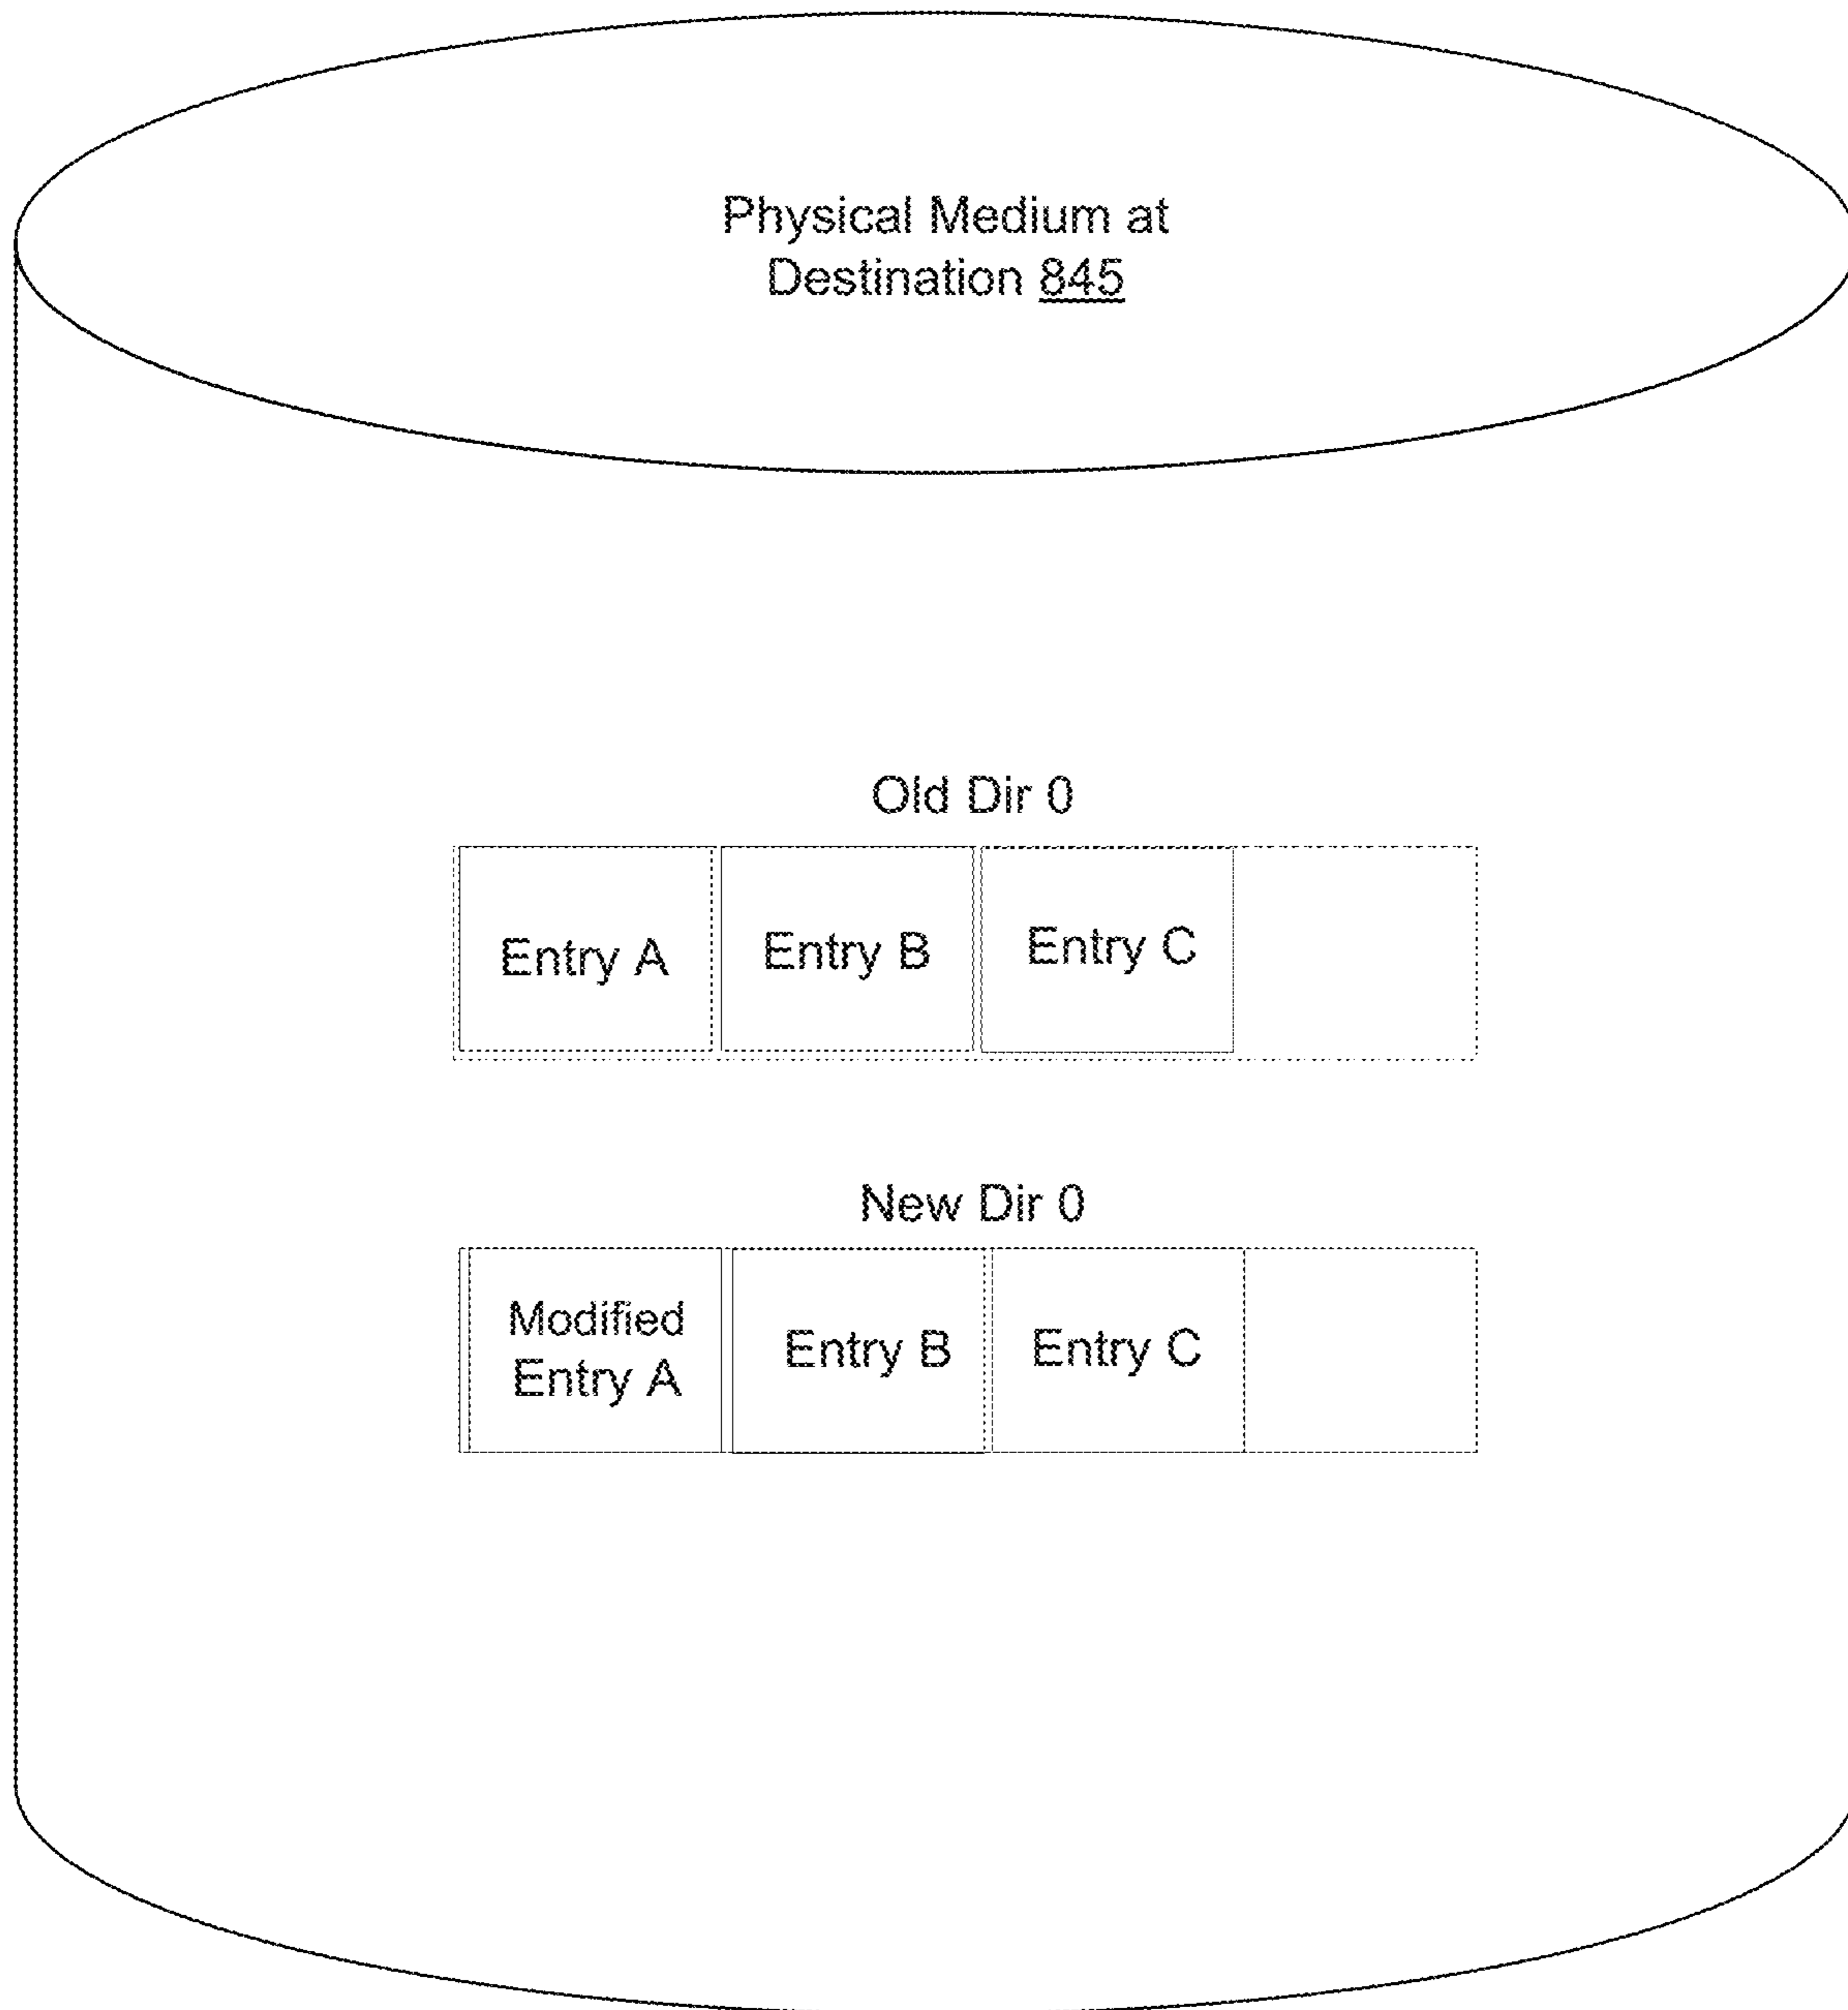 Physical Medium at
Destination 845
Old Dir 0
Entry A Entry B Entry C
New Dir 0
Modified
Entry A Entry B Entry C